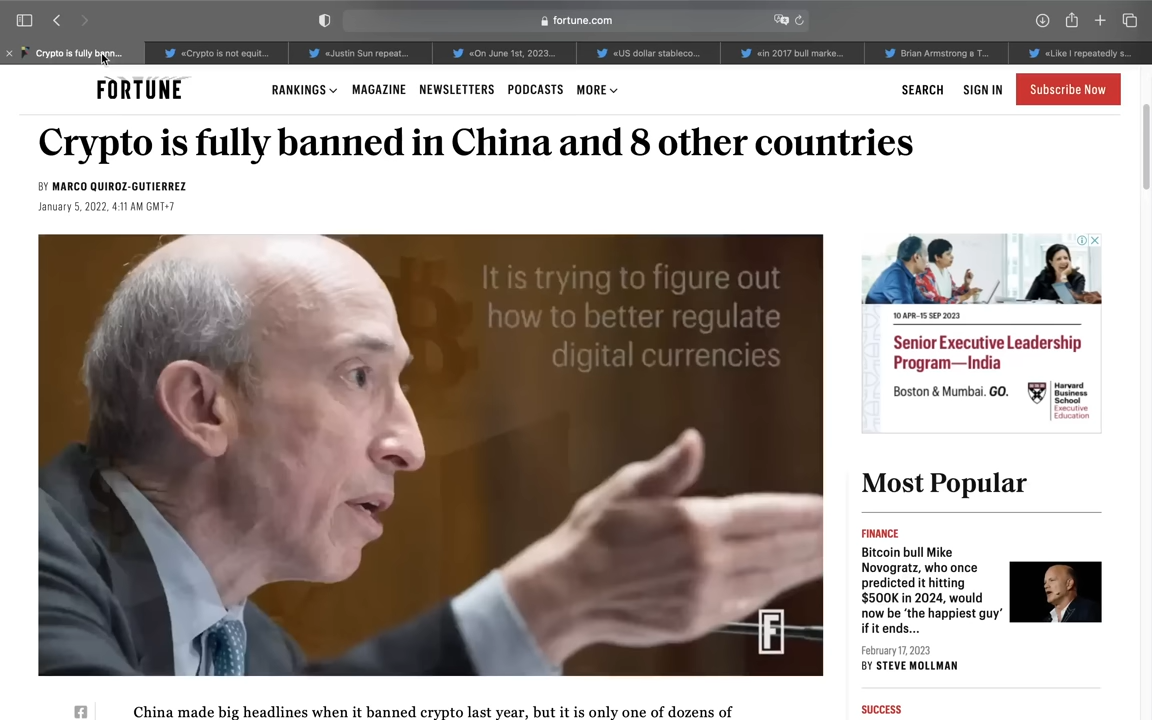 fortune.com
Crypto is fully bann...
«Crypto is not equit...
«Justin Sun repeat...
«On June 1st, 2023...
«US dollar stableco...
«in 2017 bull marke...
Brian Armstrong в T...
«Like I repeatedly s...
FORTUNE
RANKINGS
MAGAZINE
NEWSLETTERS
PODCASTS
MORE
SEARCH
SIGN IN
Subscribe Now
Crypto is fully banned in China and 8 other countries
BY MARCO QUIROZ-GUTIERREZ
January 5, 2022, 4:11 AM GMT+7
It is trying to figure out
how to better regulate
digital currencies
F
10 APR–15 SEP 2023
Senior Executive Leadership
Program—India
Boston & Mumbai. GO.
Harvard
Business
School
Executive
Education
Most Popular
FINANCE
Bitcoin bull Mike
Novogratz, who once
predicted it hitting
$500K in 2024, would
now be ‘the happiest guy’
if it ends...
February 17, 2023
BY STEVE MOLLMAN
SUCCESS
China made big headlines when it banned crypto last year, but it is only one of dozens of